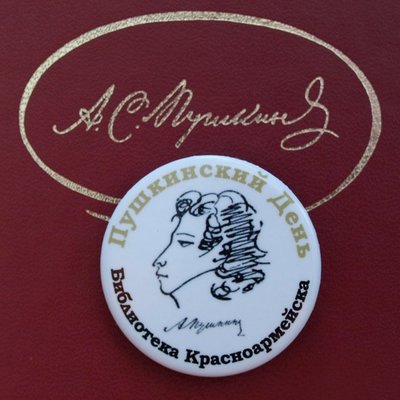 А.С.Пушкинъ
Пушкинский День
А Пушкинъ
Библиотека Красноармейска